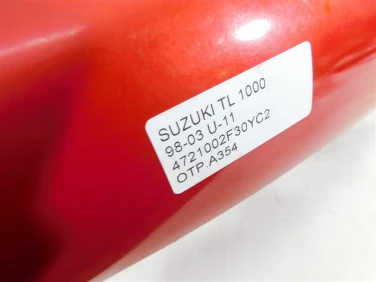 SUZUKI TL 1000
98-03 U-11
4721002F30YC2
OTP.A354